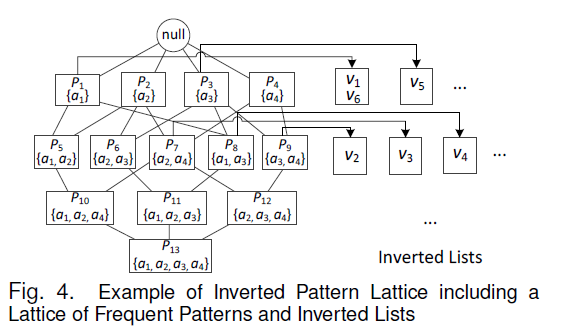 null
P1 P2 P3 P4
{a1} {a2} {a3} {a4}
v1
v6
v5
...
P5 P6 P7 P8 P9
{a1, a2} {a2, a3} {a2, a4} {a1, a3} {a3, a4}
v2 v3 v4 ...
P10 P11 P12
{a1, a2, a4} {a1, a2, a3} {a2, a3, a4}
...
P13
{a1, a2, a3, a4}
Inverted Lists
Fig. 4. Example of Inverted Pattern Lattice including a
Lattice of Frequent Patterns and Inverted Lists